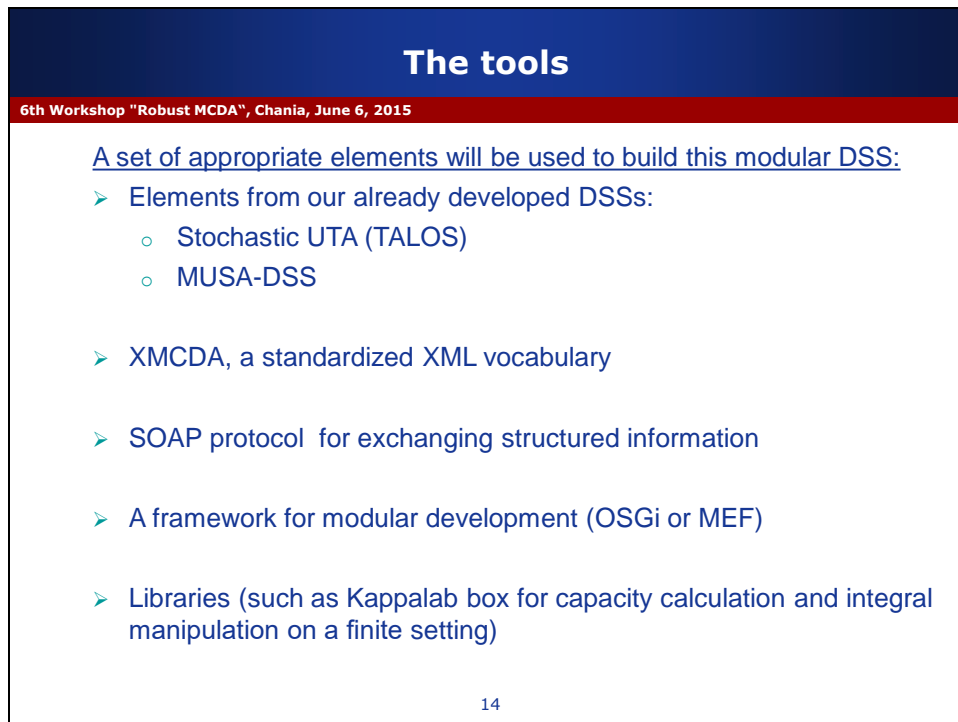 The tools
6th Workshop "Robust MCDA“, Chania, June 6, 2015
A set of appropriate elements will be used to build this modular DSS:
➢ Elements from our already developed DSSs:
o Stochastic UTA (TALOS)
o MUSA-DSS
➢ XMCDA, a standardized XML vocabulary
➢ SOAP protocol for exchanging structured information
➢ A framework for modular development (OSGi or MEF)
➢ Libraries (such as Kappalab box for capacity calculation and integral
manipulation on a finite setting)
14